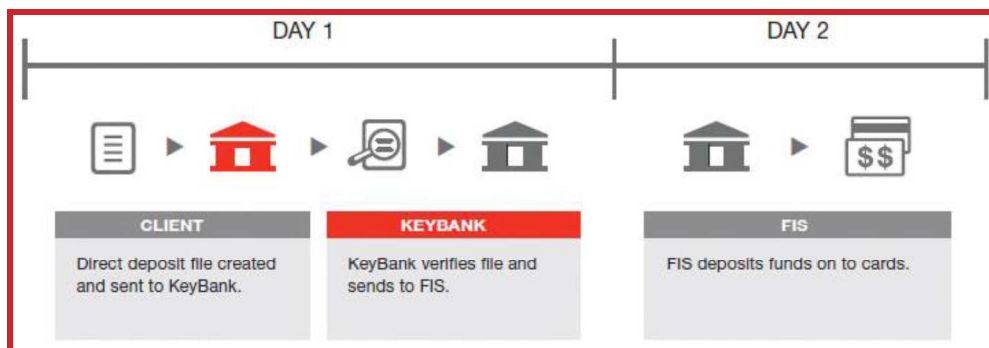 DAY 1
DAY 2
$$
CLIENT
Direct deposit file created
and sent to KeyBank.
KEYBANK
KeyBank verifies file and
sends to FIS.
FIS
FIS deposits funds on to cards.